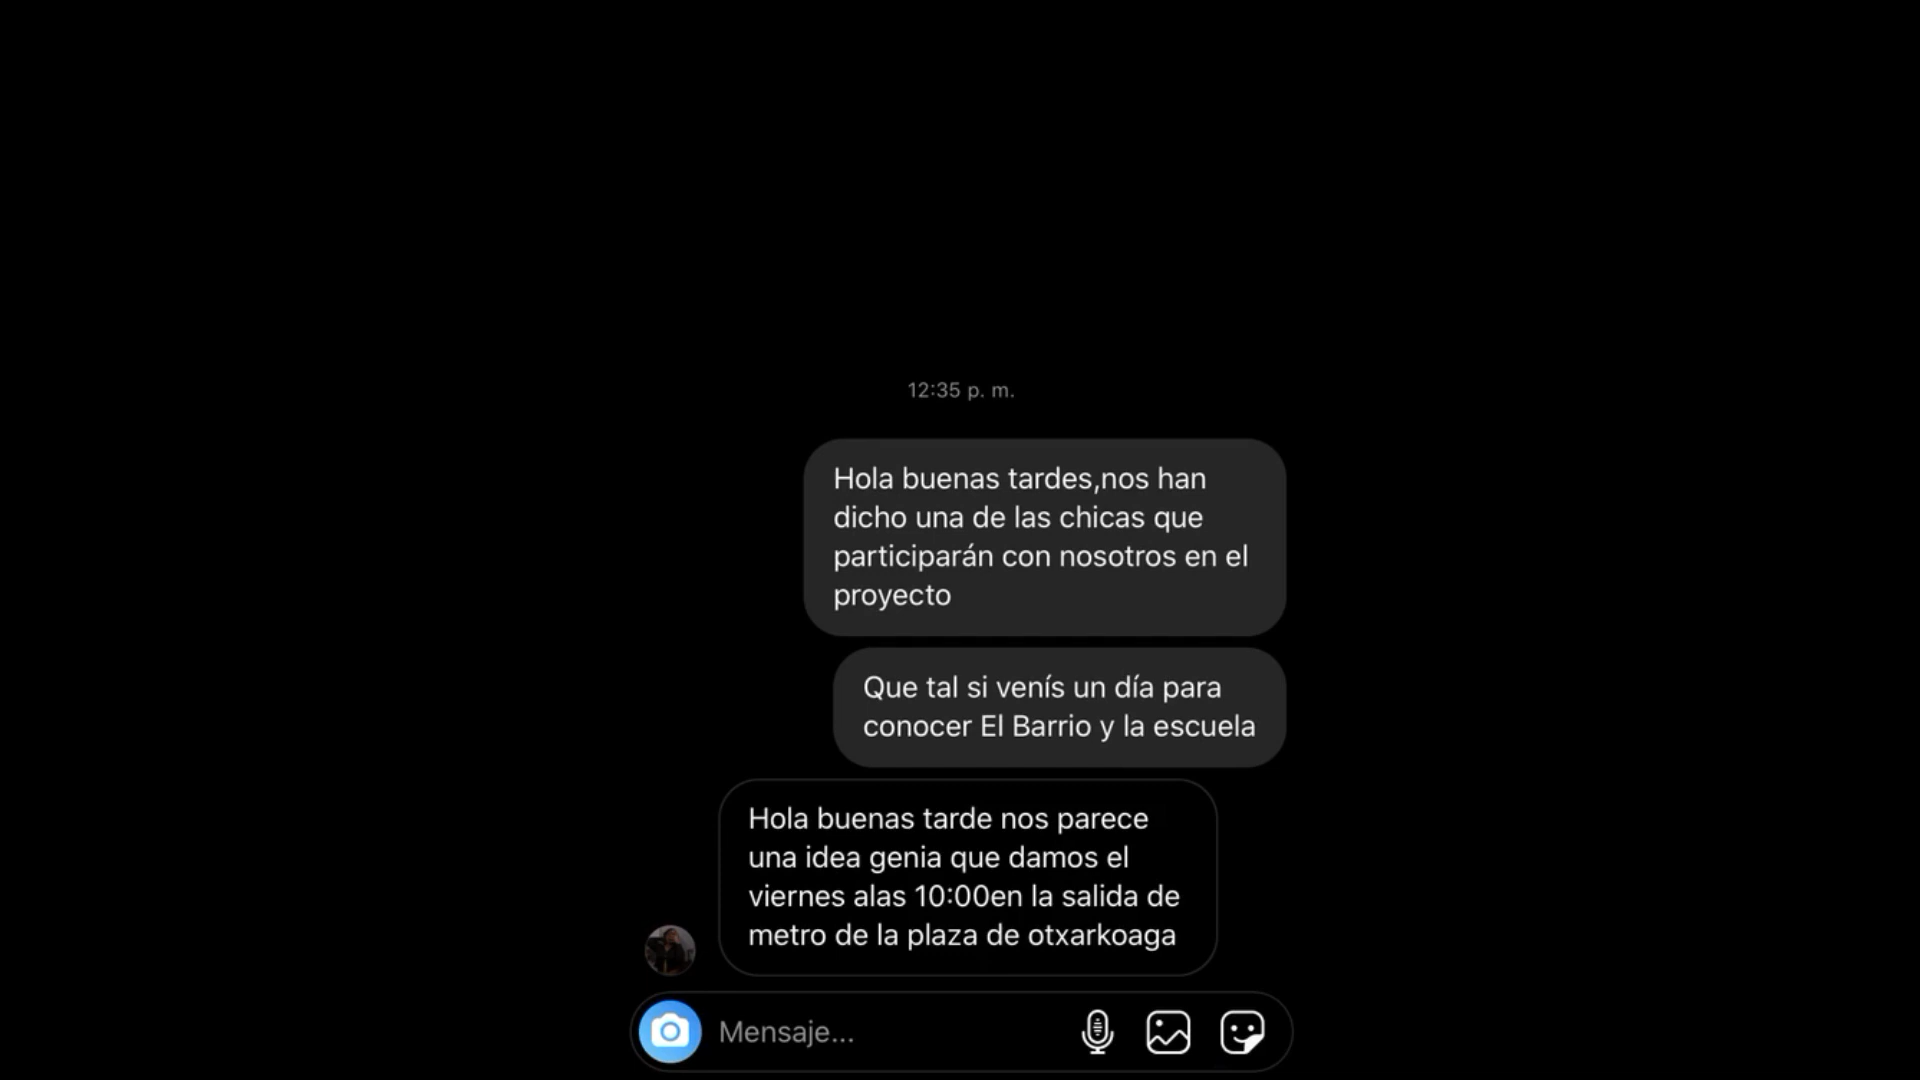 12:35 p. m.
Hola buenas tardes,nos han
dicho una de las chicas que
participarán con nosotros en el
proyecto
Que tal si venís un día para
conocer El Barrio y la escuela
Hola buenas tarde nos parece
una idea genia que damos el
viernes alas 10:00en la salida de
metro de la plaza de otxarkoaga
Mensaje...